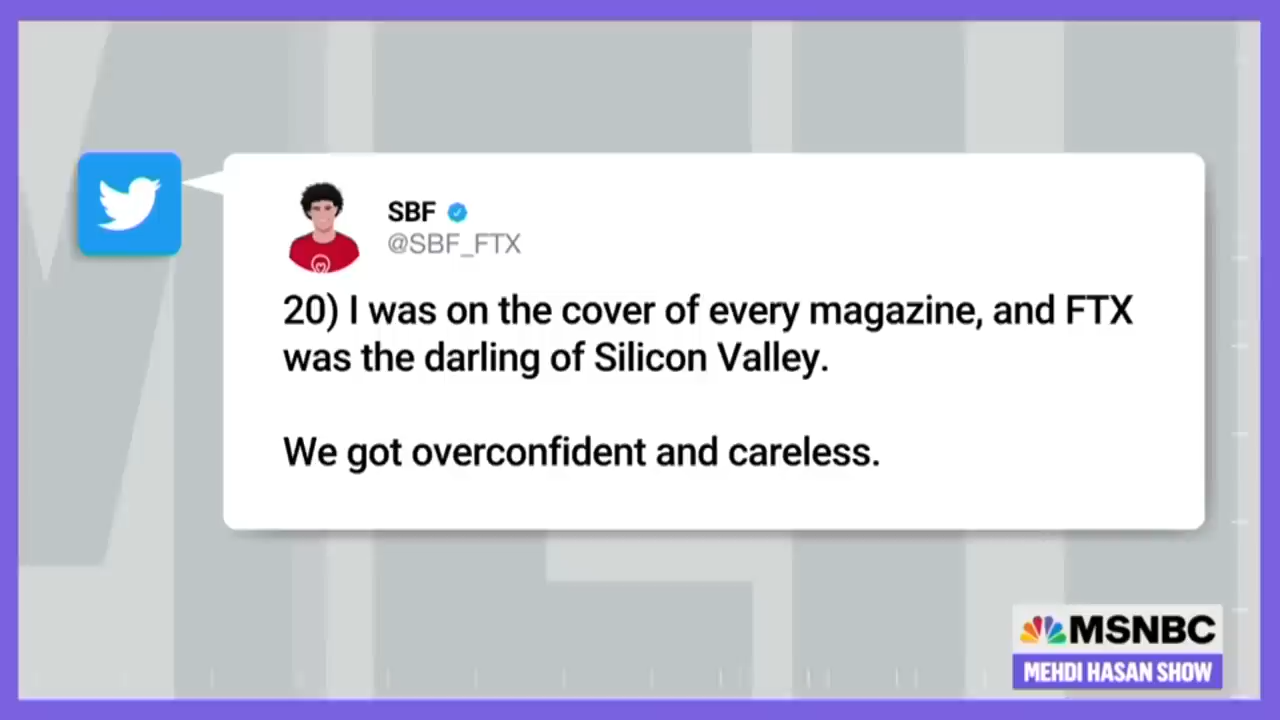 SBF
@SBF_FTX
20) I was on the cover of every magazine, and FTX
was the darling of Silicon Valley.
We got overconfident and careless.
MSNBC
MEHDI HASAN SHOW